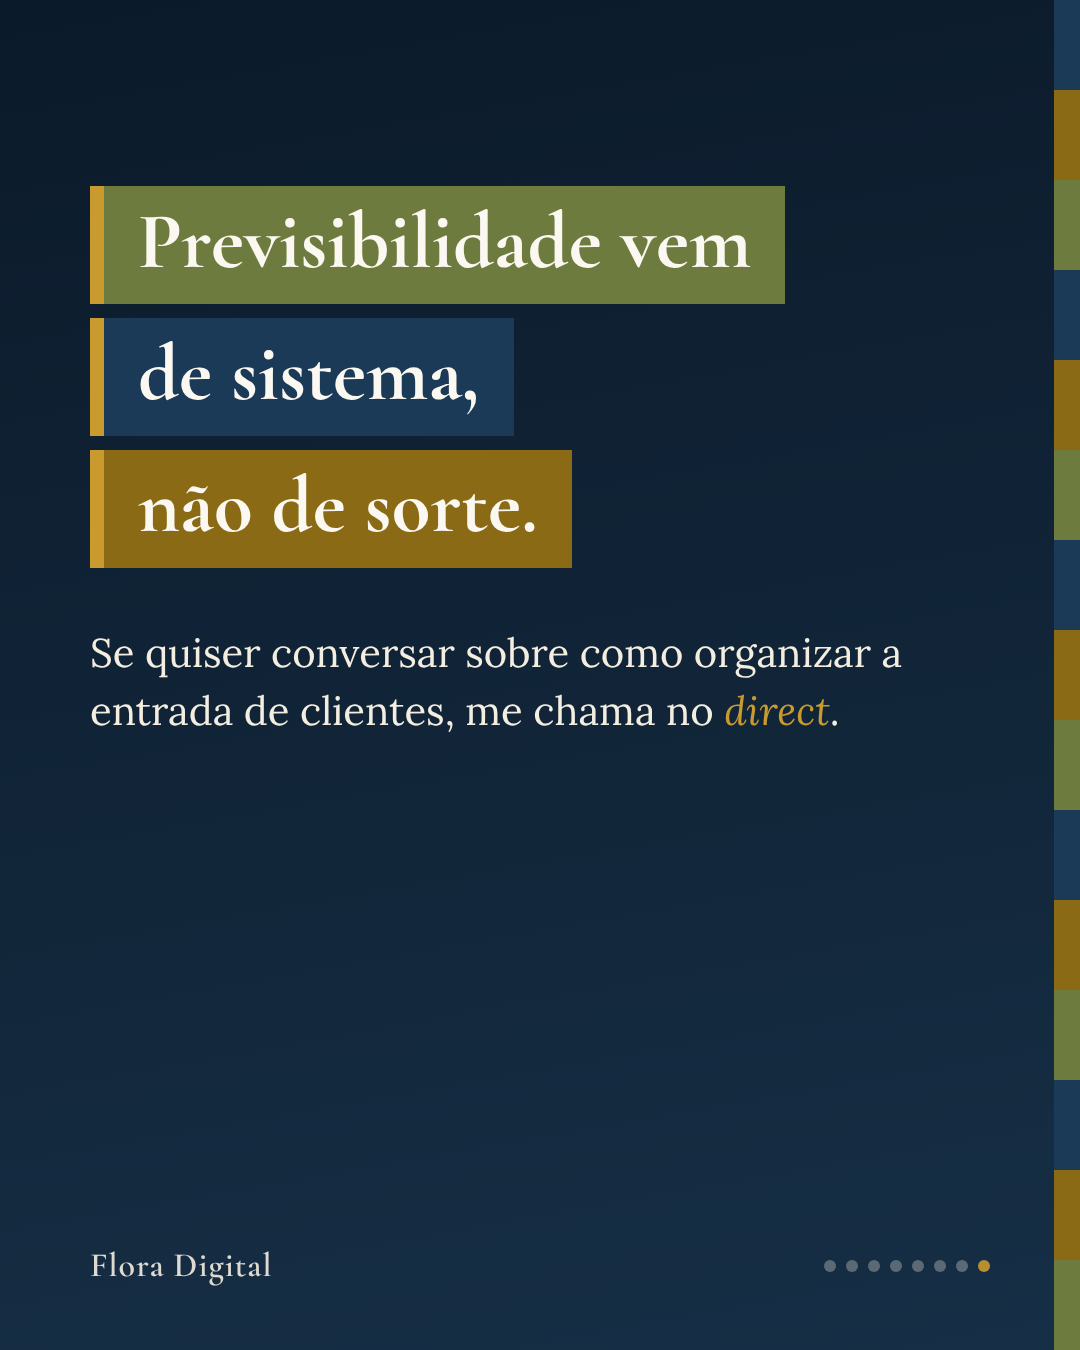 Previsibilidade vem
de sistema,
não de sorte.
Se quiser conversar sobre como organizar a
entrada de clientes, me chama no direct.
Flora Digital